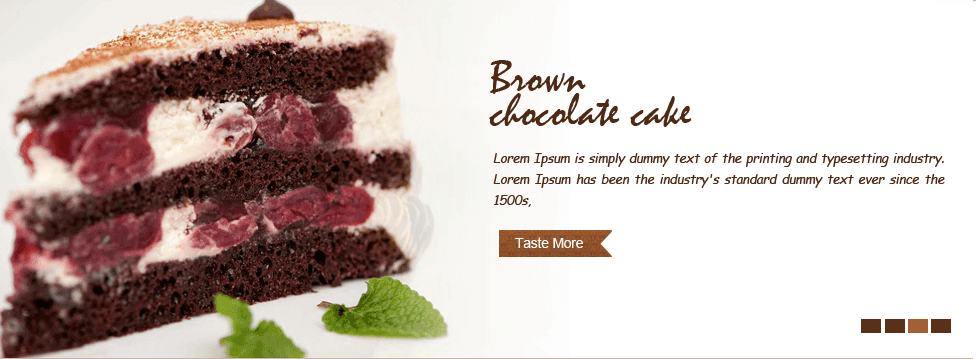 Brown
chocolate cake
Lorem Ipsum is simply dummy text of the printing and typesetting industry.
Lorem Ipsum has been the industry's standard dummy text ever since the
1500s,
Taste More